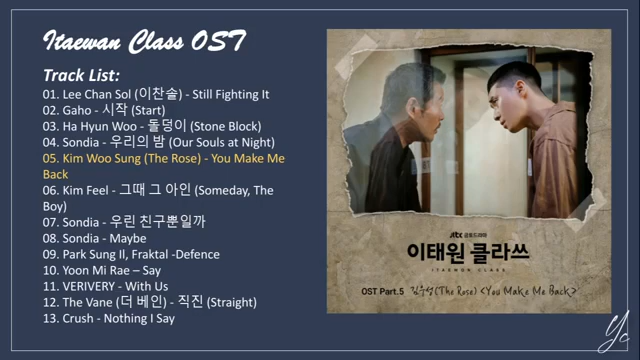 Itaewan Class OST
Track List:
01. Lee Chan Sol (이찬솔) - Still Fighting It
02. Gaho - 시작 (Start)
03. Ha Hyun Woo - 돌덩이 (Stone Block)
04. Sondia - 우리의 밤 (Our Souls at Night)
05. Kim Woo Sung (The Rose) - You Make Me
Back
06. Kim Feel - 그때 그 아인 (Someday, The
Boy)
07. Sondia - 우린 친구뿐일까
08. Sondia - Maybe
09. Park Sung Il, Fraktal -Defence
10. Yoon Mi Rae – Say
11. VERIVERY - With Us
12. The Vane (더 베인) - 직진 (Straight)
13. Crush - Nothing I Say
jtbc 금토드라마
이태원 클라쓰
ITAEWON CLASS
OST Part.5 김우성(The Rose) <You Make Me Back>
Yc